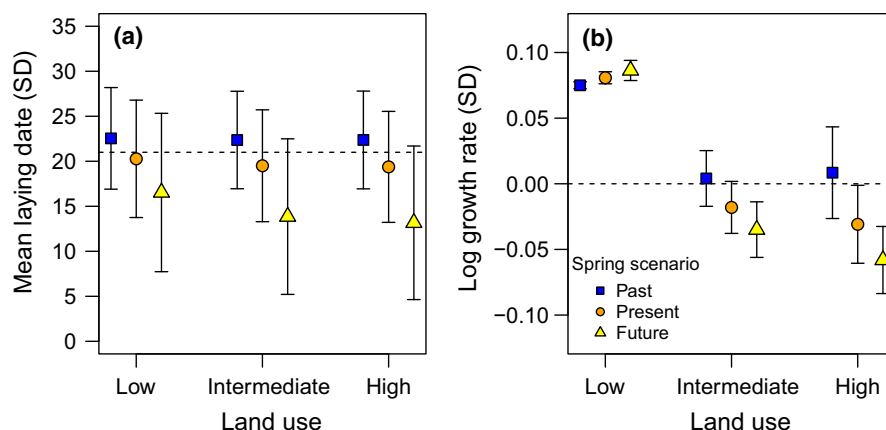 (a)
Mean laying date (SD)
35
30
25
20
15
10
5
0
Low Intermediate High
Land use
(b)
Log growth rate (SD)
0.10
0.05
0.00
−0.05
−0.10
Spring scenario
Past
Present
Future
Low Intermediate High
Land use